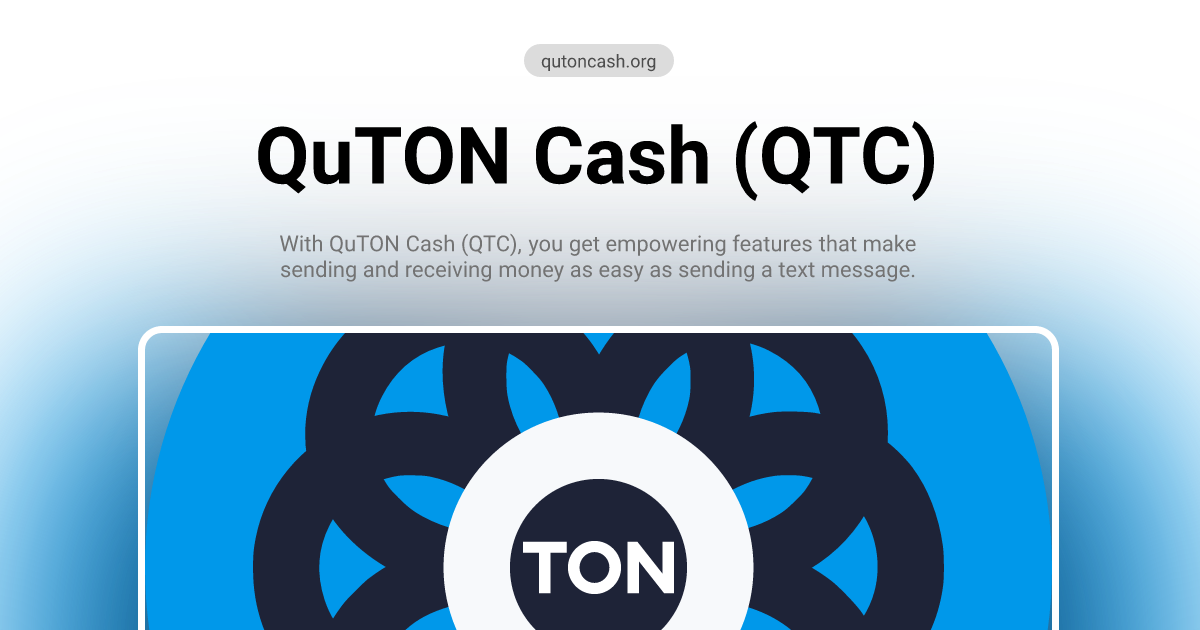 qutoncash.org
QuTON Cash (QTC)
With QuTON Cash (QTC), you get empowering features that make
sending and receiving money as easy as sending a text message.
TON